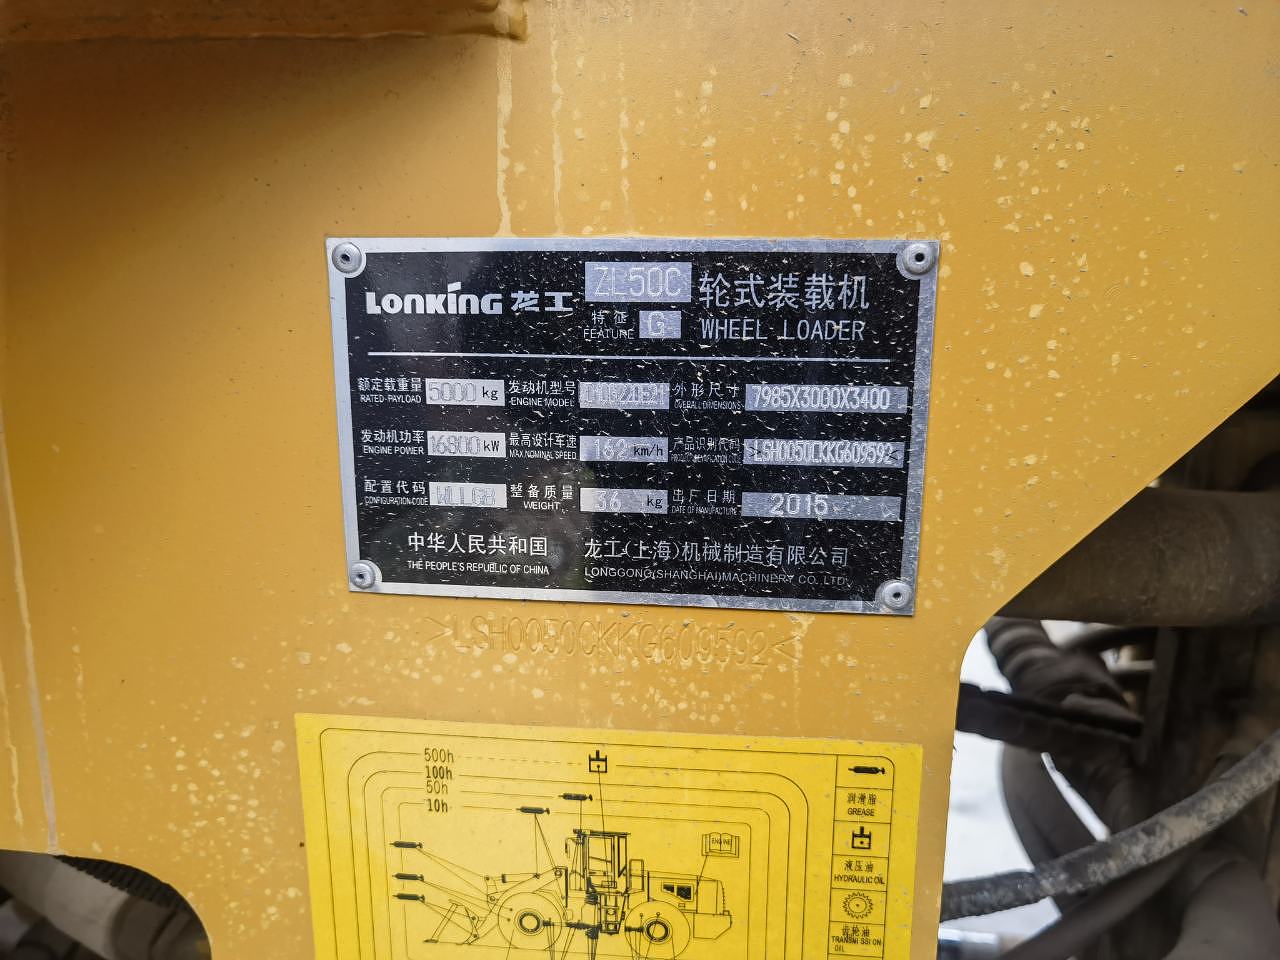 LONKING 龙工 ZL50C 轮式装载机
特征 FEATURE G WHEEL LOADER
额定载重量 RATED-PAYLOAD 5000 kg 发动机型号 ENGINE MODEL 外形尺寸 OVERALL DIMENSIONS 7985X3000X3400
发动机功率 ENGINE POWER 16800 kW 最高设计车速 MAX.NOMINAL SPEED 162 km/h 产品识别代码 >LSH0050CKKG609592<
配置代码 CONFIGURATION CODE 整备质量 WEIGHT 36 kg 出厂日期 DATE OF MANUFACTURE 2015
中华人民共和国 龙工(上海)机械制造有限公司
THE PEOPLE'S REPUBLIC OF CHINA LONGGONG(SHANGHAI)MACHINERY CO.,LTD.
>LSH0050CKKG609592<
500h
100h
50h
10h
ENGINE
润滑脂
GREASE
液压油
HYDRAULIC OIL
齿轮油
TRANSMISSION
OIL